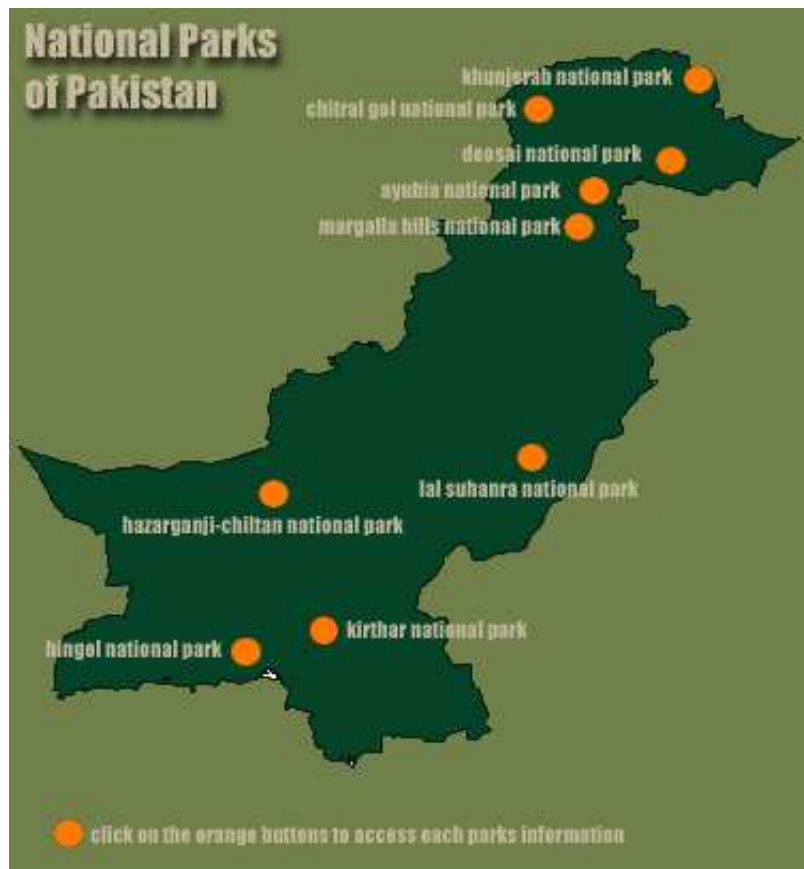 National Parks
of Pakistan
khunjerab national park
chitral gol national park
deosai national park
ayubia national park
margalla hills national park
lal suhanra national park
hazarganji-chiltan national park
kirthar national park
hingol national park
click on the orange buttons to access each parks information